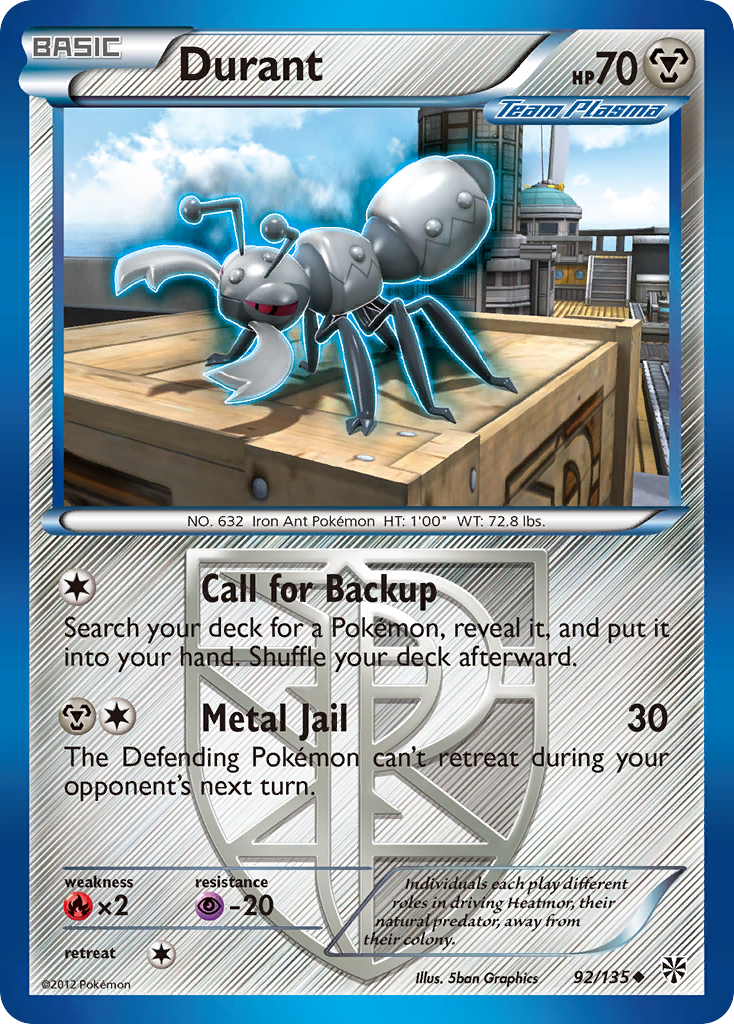 BASIC
Durant
HP70
Team Plasma
NO. 632 Iron Ant Pokémon HT: 1'00" WT: 72.8 lbs.
Call for Backup
Search your deck for a Pokémon, reveal it, and put it
into your hand. Shuffle your deck afterward.
Metal Jail 30
The Defending Pokémon can't retreat during your
opponent's next turn.
weakness resistance
×2 -20
retreat
Individuals each play different
roles in driving Heatmor, their
natural predator, away from
their colony.
©2012 Pokémon
Illus. 5ban Graphics
92/135